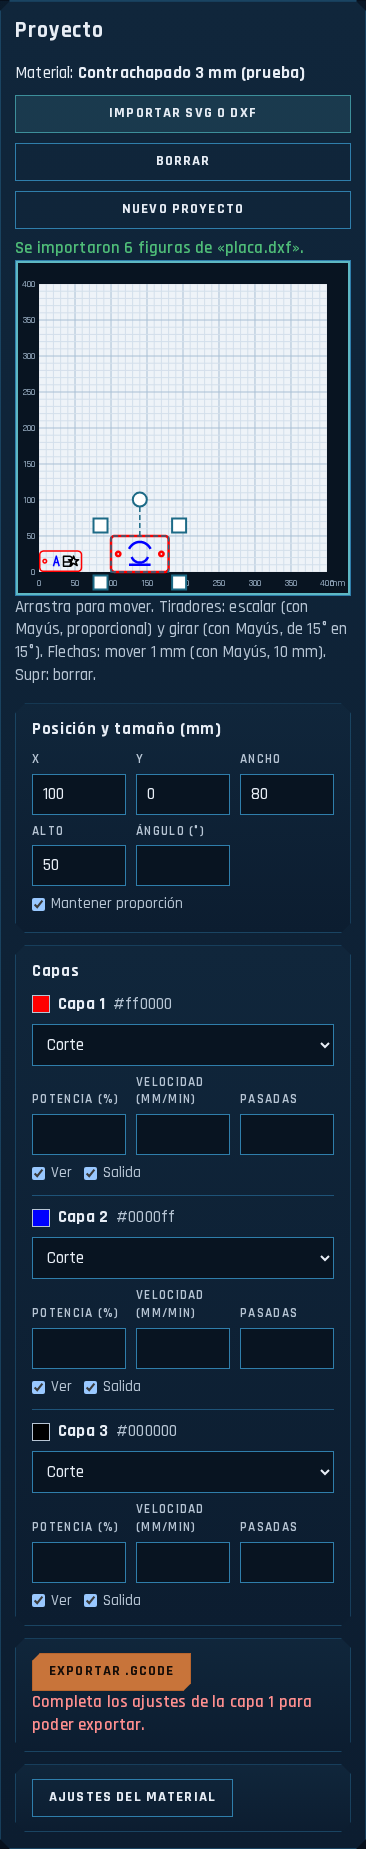 Proyecto
Material: Contrachapado 3 mm (prueba)
IMPORTAR SVG O DXF
BORRAR
NUEVO PROYECTO
Se importaron 6 figuras de «placa.dxf».
400
350
300
250
200
150
100
50
0
A B
0 50 00 150 0 250 300 350 400 mm
Arrastra para mover. Tiradores: escalar (con
Mayús, proporcional) y girar (con Mayús, de 15° en
15°). Flechas: mover 1 mm (con Mayús, 10 mm).
Supr: borrar.
Posición y tamaño (mm)
X Y ANCHO
100 0 80
ALTO ÁNGULO (°)
50
Mantener proporción
Capas
Capa 1 #ff0000
Corte
POTENCIA (%) VELOCIDAD (MM/MIN) PASADAS
Ver Salida
Capa 2 #0000ff
Corte
POTENCIA (%) VELOCIDAD (MM/MIN) PASADAS
Ver Salida
Capa 3 #000000
Corte
POTENCIA (%) VELOCIDAD (MM/MIN) PASADAS
Ver Salida
EXPORTAR .GCODE
Completa los ajustes de la capa 1 para
poder exportar.
AJUSTES DEL MATERIAL